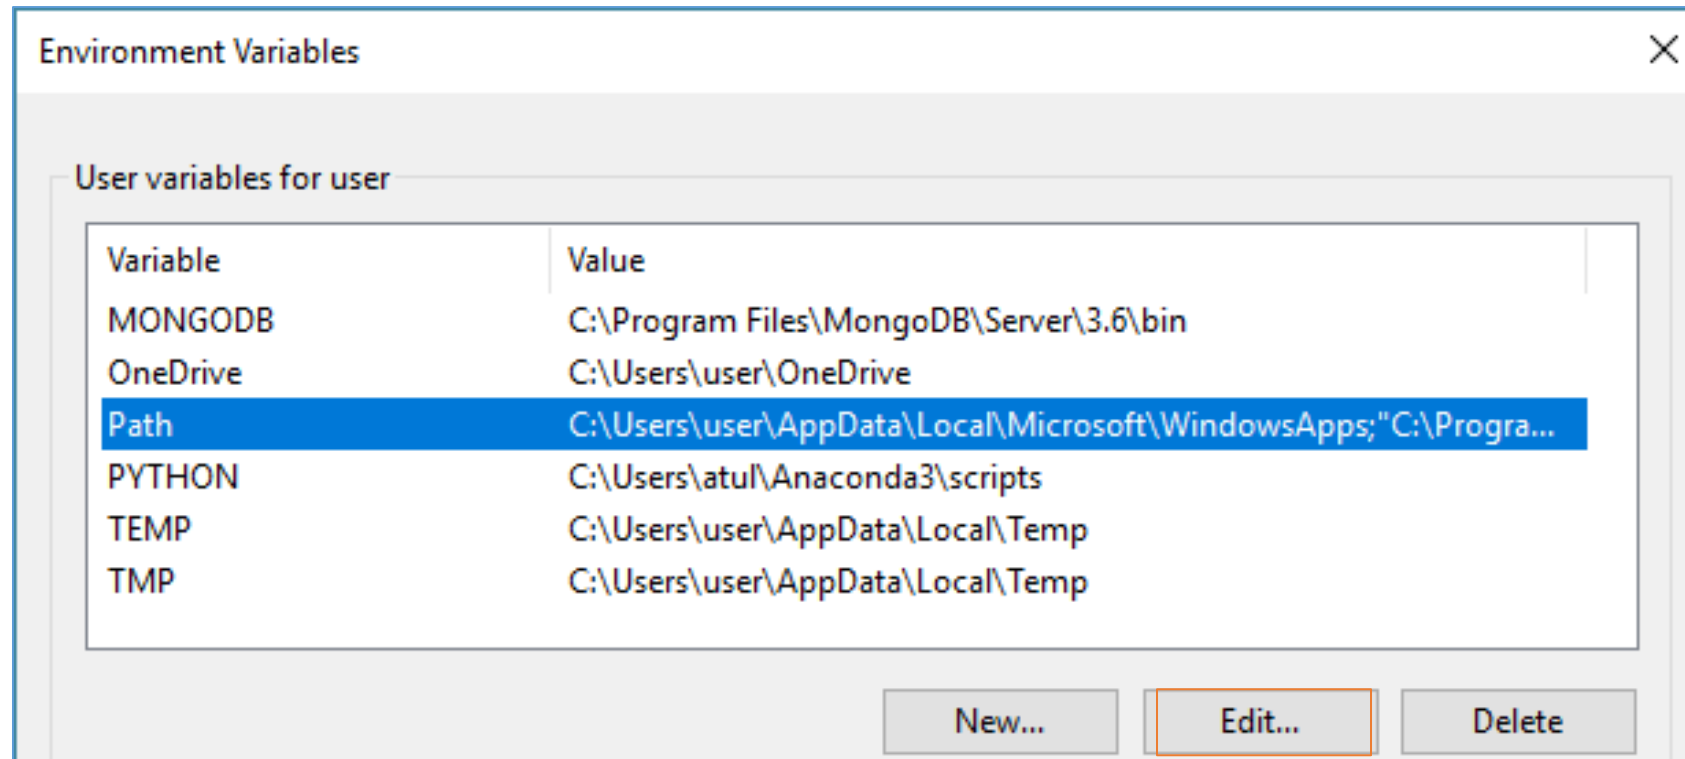 Environment Variables
User variables for user
Variable Value
MONGODB C:\Program Files\MongoDB\Server\3.6\bin
OneDrive C:\Users\user\OneDrive
Path C:\Users\user\AppData\Local\Microsoft\WindowsApps;"C:\Progra...
PYTHON C:\Users\atul\Anaconda3\scripts
TEMP C:\Users\user\AppData\Local\Temp
TMP C:\Users\user\AppData\Local\Temp
New... Edit... Delete